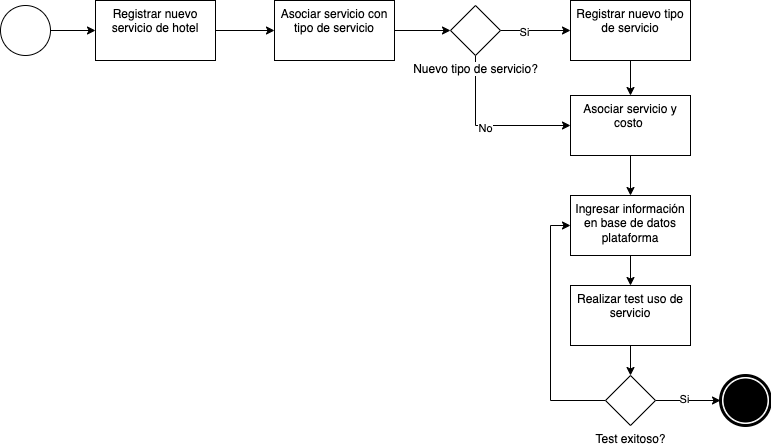 Registrar nuevo
servicio de hotel
Asociar servicio con
tipo de servicio
Nuevo tipo de servicio?
Si
Registrar nuevo tipo
de servicio
No
Asociar servicio y
costo
Ingresar información
en base de datos
plataforma
Realizar test uso de
servicio
Si
Test exitoso?